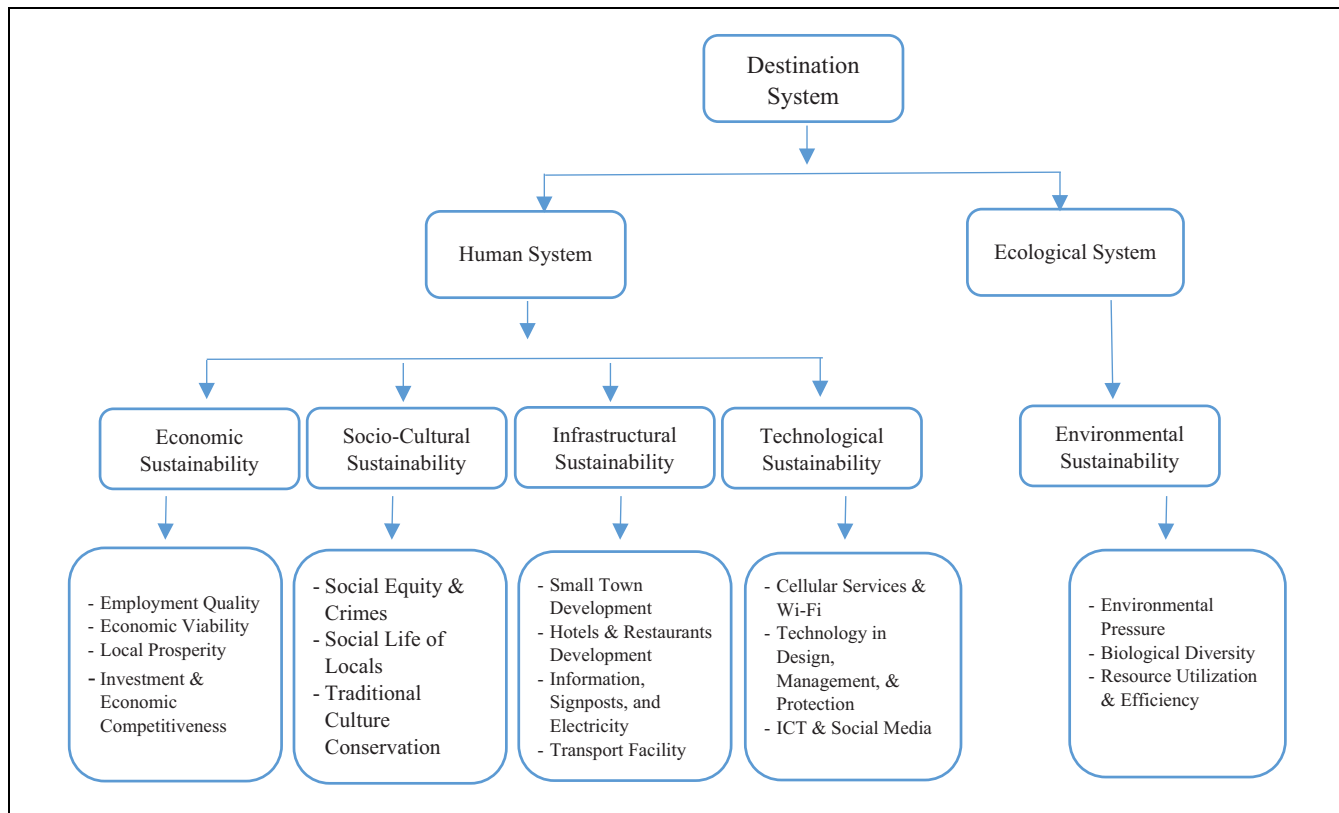 Destination
System
Human System
Ecological System
Economic
Sustainability
Socio-Cultural
Sustainability
Infrastructural
Sustainability
Technological
Sustainability
Environmental
Sustainability
- Employment Quality
- Economic Viability
- Local Prosperity
- Investment &
Economic
Competitiveness
- Social Equity &
Crimes
- Social Life of
Locals
- Traditional
Culture
Conservation
- Small Town
Development
- Hotels & Restaurants
Development
- Information,
Signposts, and
Electricity
- Transport Facility
- Cellular Services &
Wi-Fi
- Technology in
Design,
Management, &
Protection
- ICT & Social Media
- Environmental
Pressure
- Biological Diversity
- Resource Utilization
& Efficiency